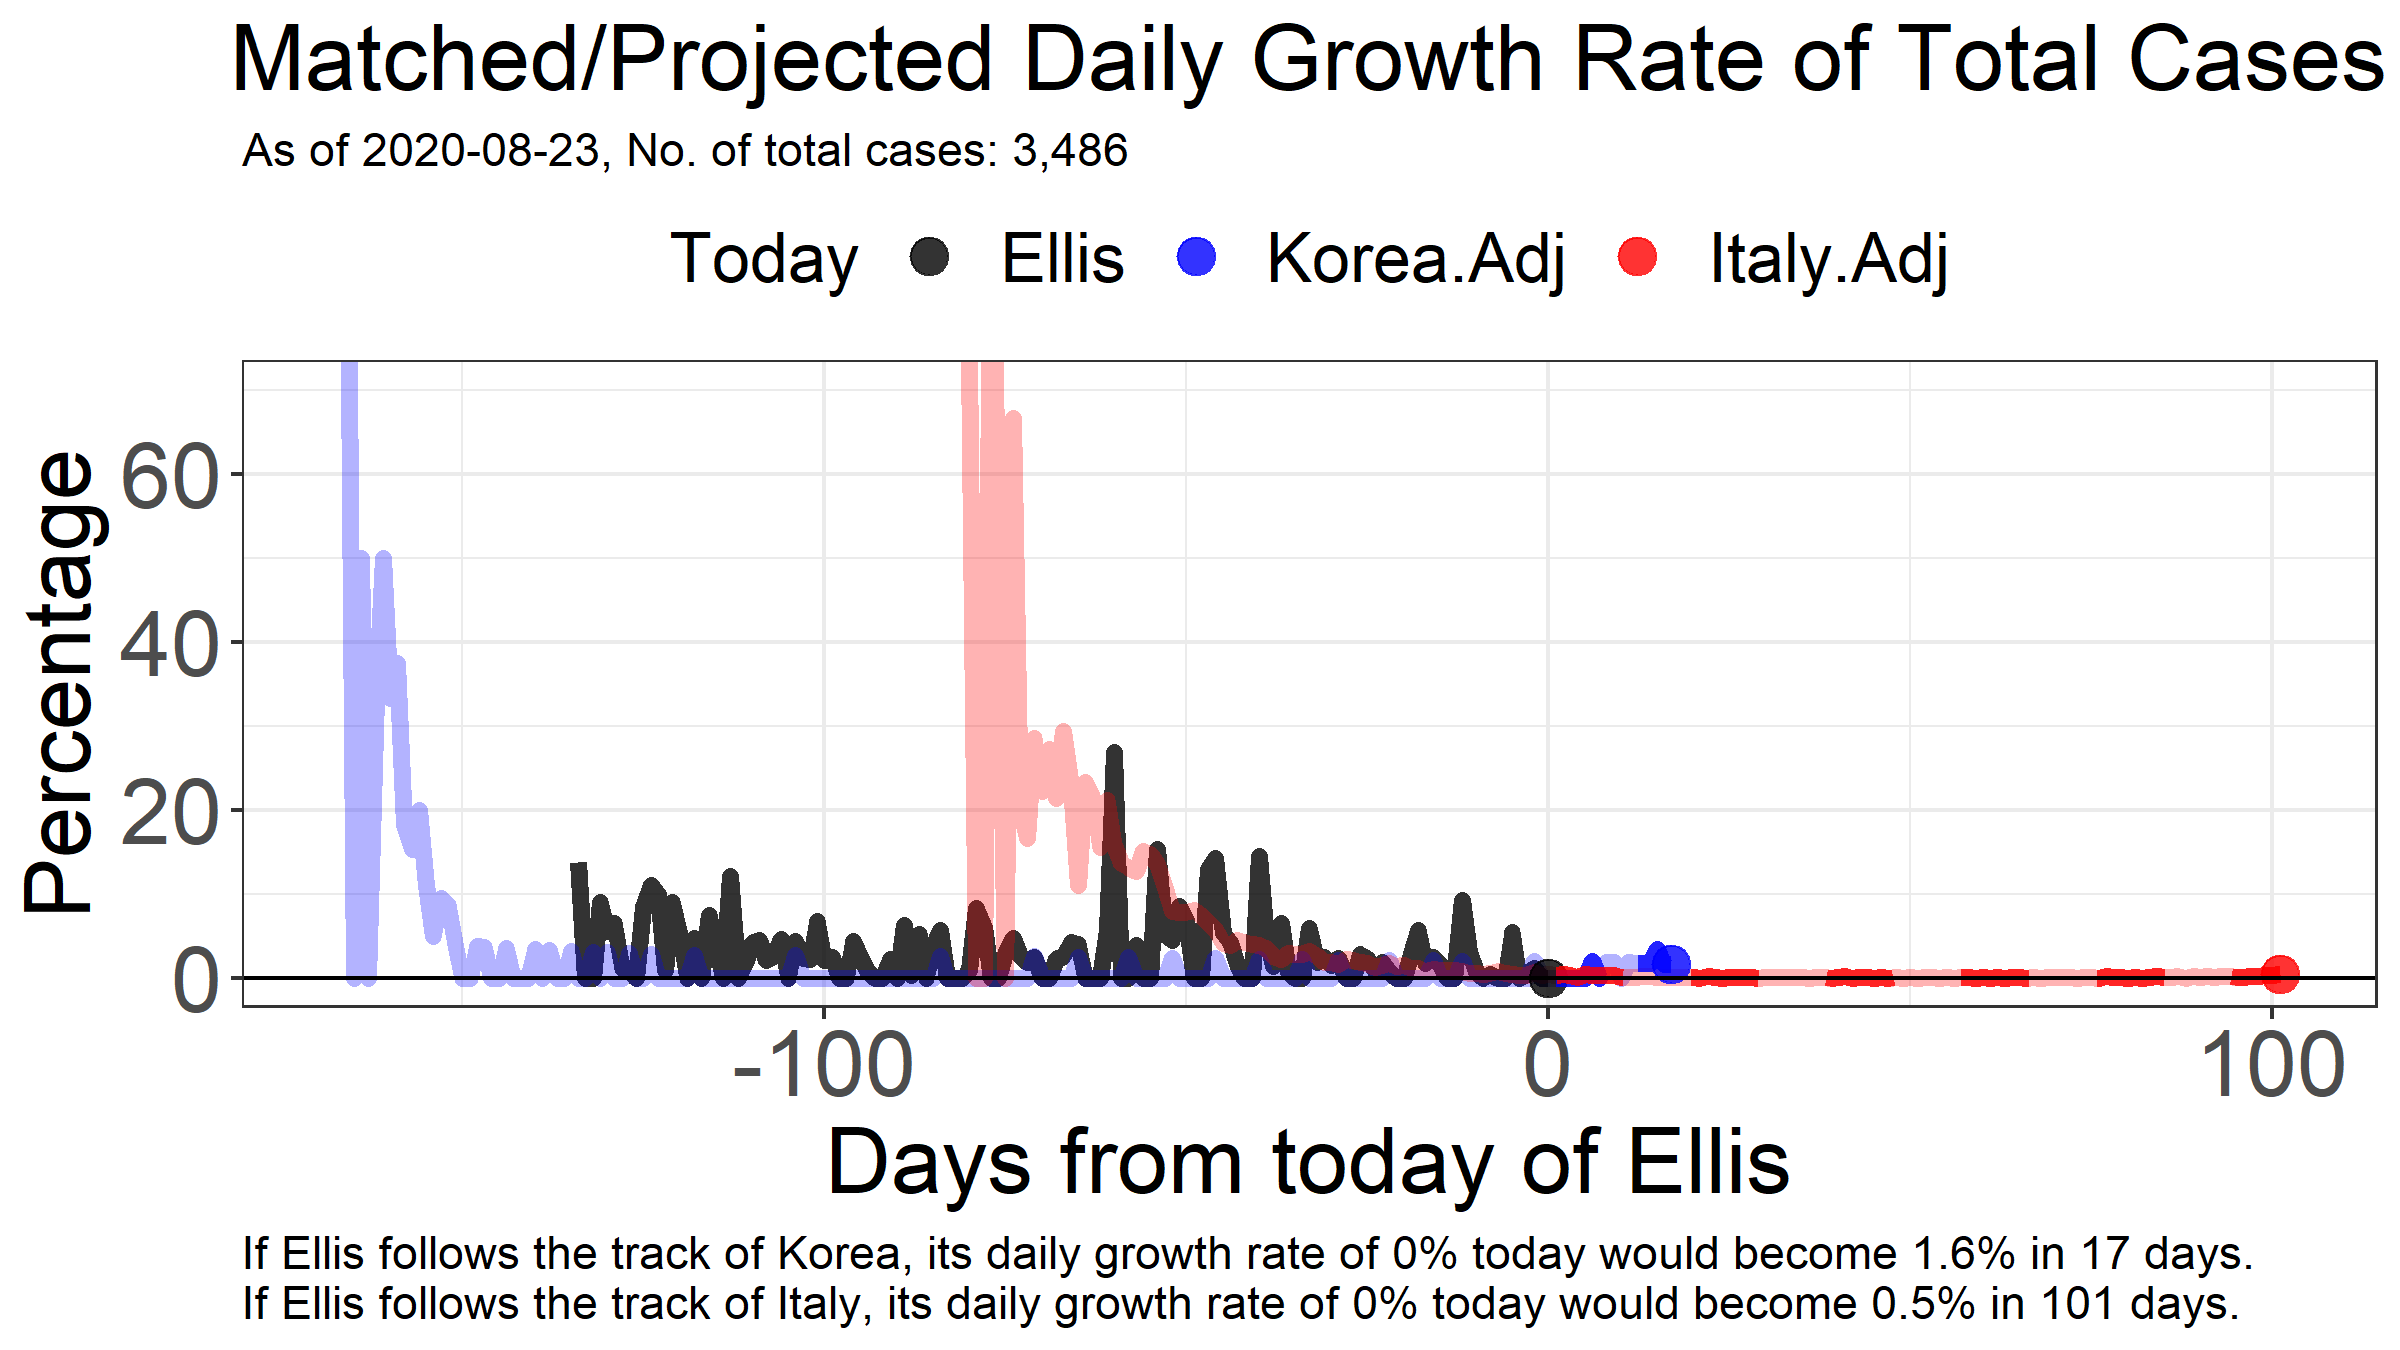 Matched/Projected Daily Growth Rate of Total Cases
As of 2020-08-23, No. of total cases: 3,486
Today Ellis Korea.Adj Italy.Adj
Percentage
60
40
20
0
-100 0 100
Days from today of Ellis
If Ellis follows the track of Korea, its daily growth rate of 0% today would become 1.6% in 17 days.
If Ellis follows the track of Italy, its daily growth rate of 0% today would become 0.5% in 101 days.